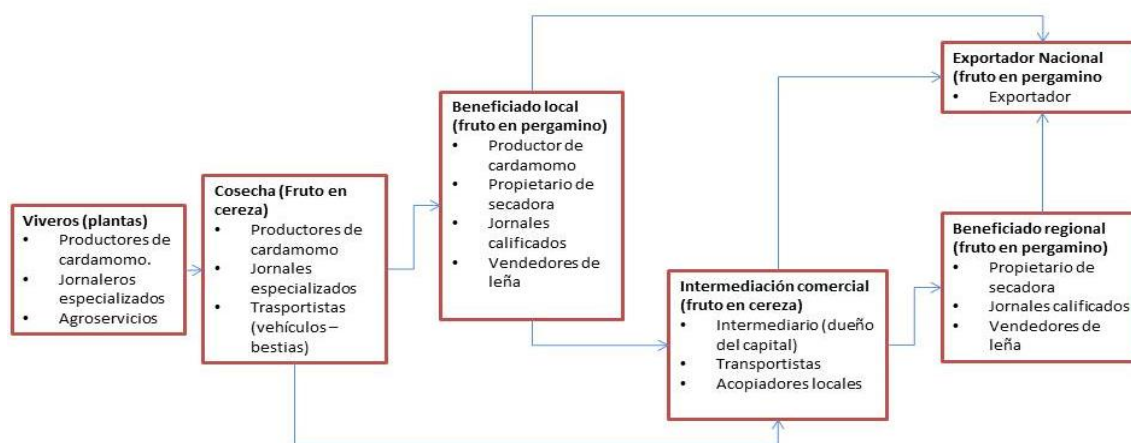 Viveros (plantas)
• Productores de
cardamomo.
• Jornaleros
especializados
• Agroservicios
Cosecha (Fruto en
cereza)
• Productores de
cardamomo
• Jornales
especializados
• Trasportistas
(vehículos –
bestias)
Beneficiado local
(fruto en pergamino)
• Productor de
cardamomo
• Propietario de
secadora
• Jornales
calificados
• Vendedores de
leña
Intermediación comercial
(fruto en cereza)
• Intermediario (dueño
del capital)
• Transportistas
• Acopiadores locales
Exportador Nacional
(fruto en pergamino
• Exportador
Beneficiado regional
(fruto en pergamino)
• Propietario de
secadora
• Jornales calificados
• Vendedores de
leña